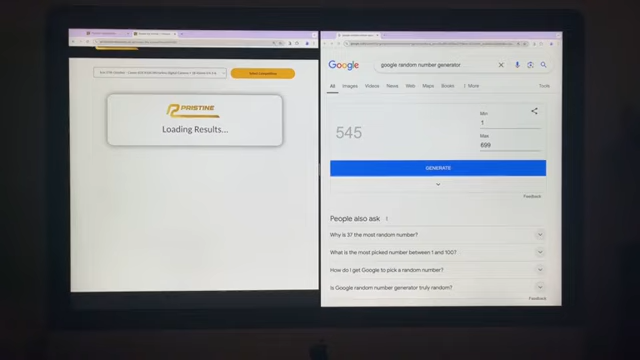 PRISTINE
Loading Results...
Google
google random number generator
All Images Videos News Web Maps Books More Tools
545
Min
1
Max
699
GENERATE
Feedback
People also ask
Why is 37 the most random number?
What is the most picked number between 1 and 100?
How do I get Google to pick a random number?
Is Google random number generator truly random?
Feedback